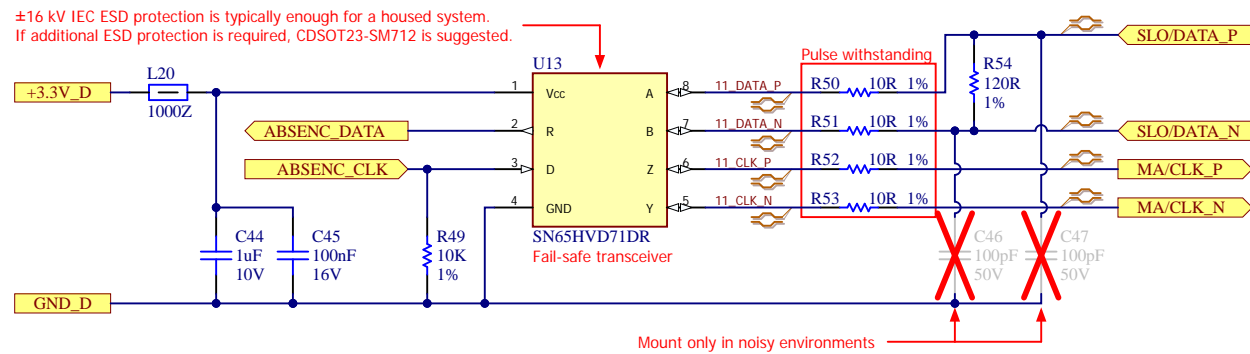 ±16 kV IEC ESD protection is typically enough for a housed system.
If additional ESD protection is required, CDSOT23-SM712 is suggested.
U13
Pulse withstanding
SLO/DATA_P
L20
+3.3V_D
1000Z
1
Vcc
A
8
11_DATA_P
R50
10R 1%
R54
120R
1%
ABSENC_DATA
2
R
B
7
11_DATA_N
R51
10R 1%
SLO/DATA_N
ABSENC_CLK
3
D
Z
6
11_CLK_P
R52
10R 1%
MA/CLK_P
4
GND
Y
5
11_CLK_N
R53
10R 1%
MA/CLK_N
SN65HVD71DR
Fail-safe transceiver
C44
1uF
10V
C45
100nF
16V
R49
10K
1%
C46
100pF
50V
C47
100pF
50V
GND_D
Mount only in noisy environments